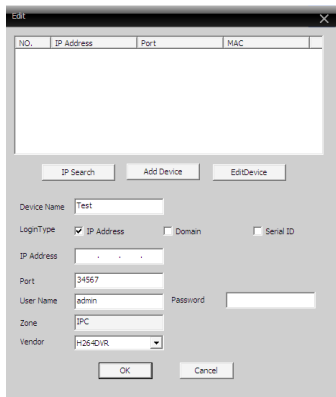 Edit
NO. IP Address Port MAC
IP Search Add Device EditDevice
Device Name Test
LoginType IP Address Domain Serial ID
IP Address . . .
Port 34567
User Name admin Password
Zone IPC
Vendor H264DVR
OK Cancel